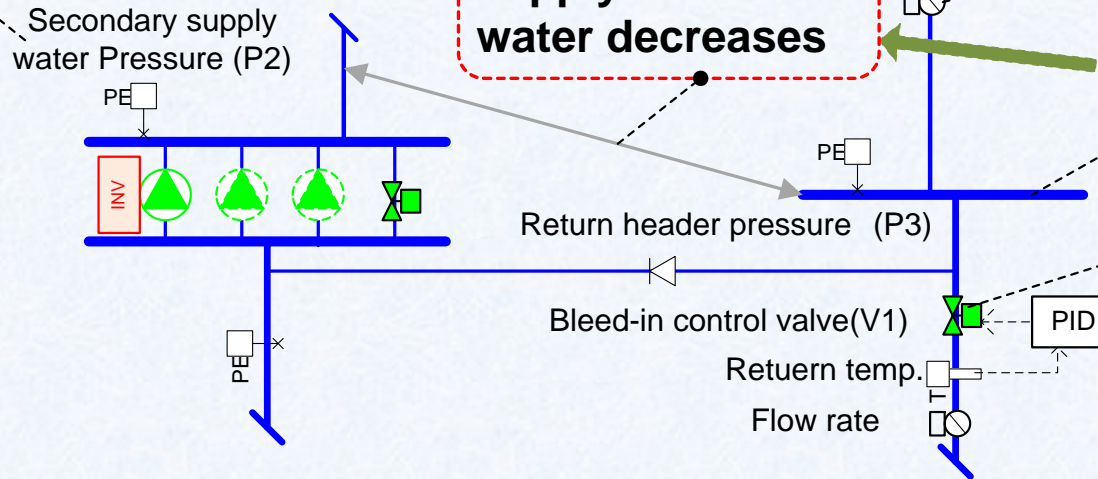 Secondary supply
water Pressure (P2)
water decreases
PE
INV
PE
Return header pressure (P3)
Bleed-in control valve(V1)
PID
PE
Retuern temp.
T
Flow rate